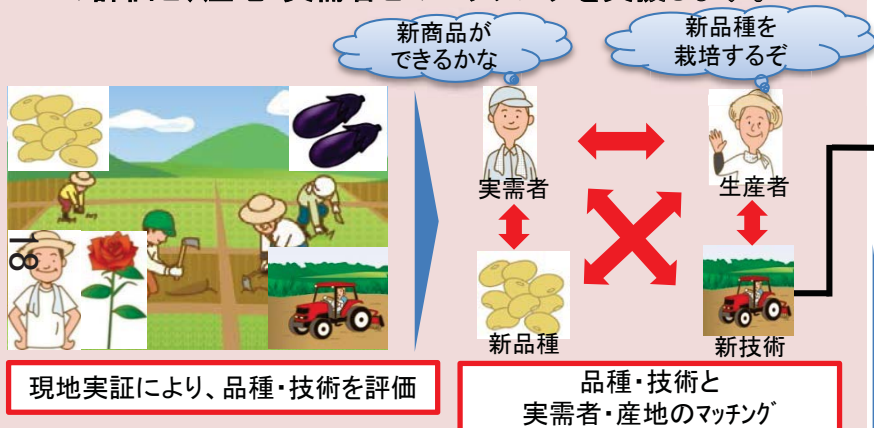 新商品が
できるかな
新品種を
栽培するぞ
実需者
生産者
新品種
新技術
18
現地実証により、品種・技術を評価
品種・技術と
実需者・産地のマッチング